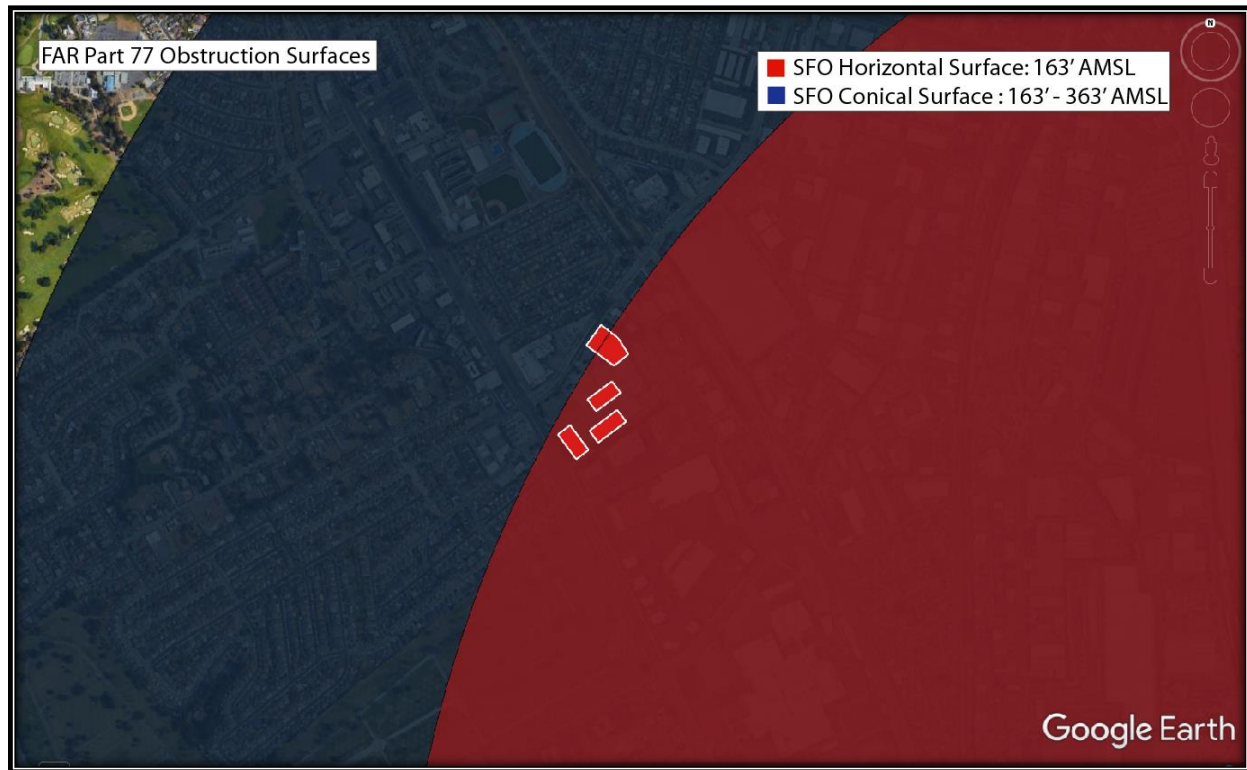 FAR Part 77 Obstruction Surfaces
SFO Horizontal Surface: 163’ AMSL
SFO Conical Surface : 163’ - 363’ AMSL
N
Google Earth